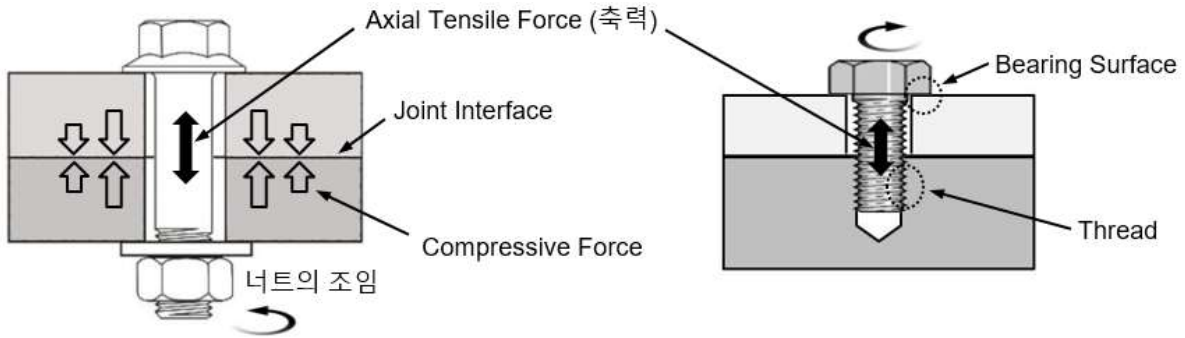 Axial Tensile Force (축력)
Bearing Surface
Joint Interface
Thread
Compressive Force
너트의 조임